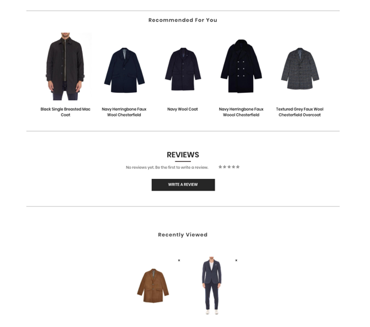 Recommended For You
Black Single Breasted Mac
Coat
Navy Herringbone Faux
Wool Chesterfield
Navy Wool Coat
Navy Herringbone Faux
Wool Chesterfield
Textured Grey Faux Wool
Chesterfield Overcoat
REVIEWS
No reviews yet. Be the first to write a review.
WRITE A REVIEW
Recently Viewed